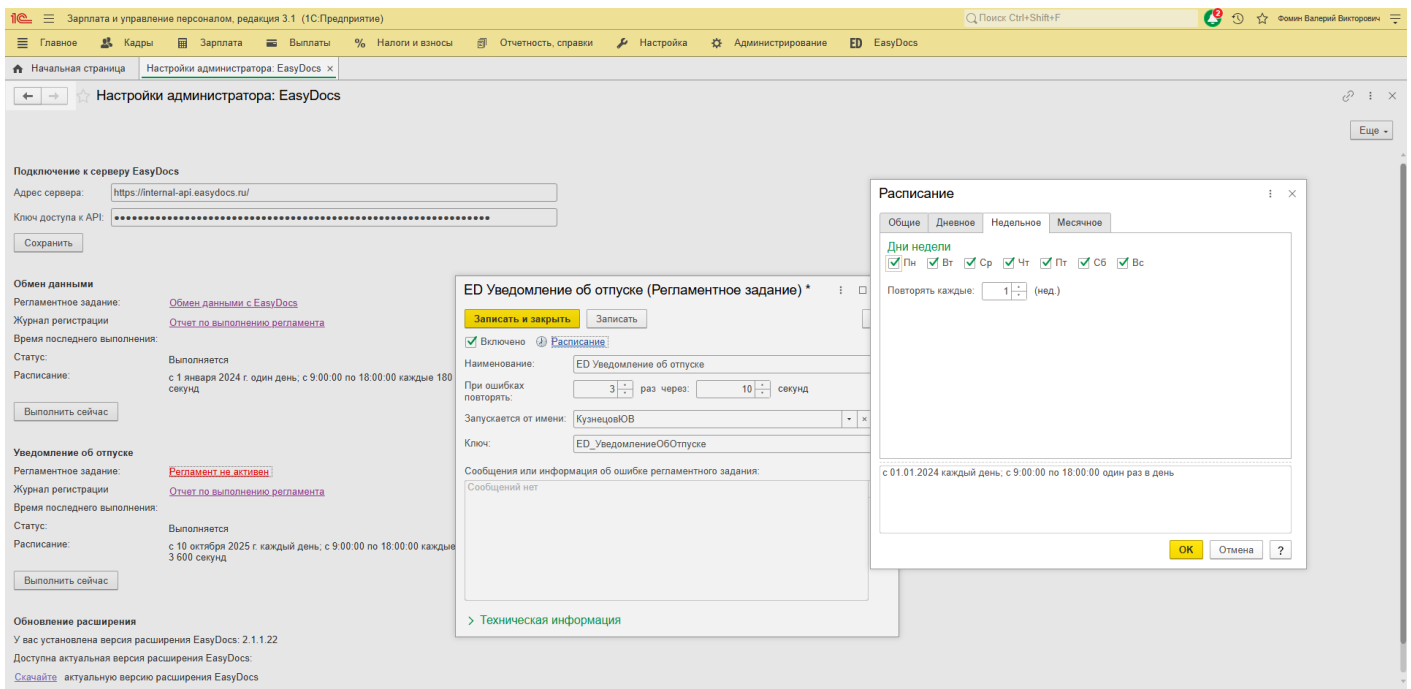 1С Зарплата и управление персоналом, редакция 3.1 (1С:Предприятие) Поиск Ctrl+Shift+F 2 Фомин Валерий Викторович
Главное Кадры Зарплата Выплаты % Налоги и взносы Отчетность, справки Настройка Администрирование ED EasyDocs
Начальная страница Настройки администратора: EasyDocs ×
Настройки администратора: EasyDocs
Еще
Подключение к серверу EasyDocs
Адрес сервера: https://internal-api.easydocs.ru/
Ключ доступа к API:
Сохранить
Обмен данными
Регламентное задание: Обмен данными с EasyDocs
Журнал регистрации Отчет по выполнению регламента
Время последнего выполнения:
Статус: Выполняется
Расписание: с 1 января 2024 г. один день; с 9:00:00 по 18:00:00 каждые 180
секунд
Выполнить сейчас
Уведомление об отпуске
Регламентное задание: Регламент не активен
Журнал регистрации Отчет по выполнению регламента
Время последнего выполнения:
Статус: Выполняется
Расписание: с 10 октября 2025 г. каждый день; с 9:00:00 по 18:00:00 каждые
3 600 секунд
Выполнить сейчас
Обновление расширения
У вас установлена версия расширения EasyDocs: 2.1.1.22
Доступна актуальная версия расширения EasyDocs:
Скачайте актуальную версию расширения EasyDocs
ED Уведомление об отпуске (Регламентное задание) *
Записать и закрыть Записать
Включено Расписание
Наименование: ED Уведомление об отпуске
При ошибках
повторять: 3 раз через: 10 секунд
Запускается от имени: КузнецовЮВ
Ключ: ED_УведомлениеОбОтпуске
Сообщения или информация об ошибке регламентного задания:
Сообщений нет
Техническая информация
Расписание
Общие Дневное Недельное Месячное
Дни недели
Пн Вт Ср Чт Пт Сб Вс
Повторять каждые: 1 (нед.)
с 01.01.2024 каждый день; с 9:00:00 по 18:00:00 один раз в день
ОК Отмена ?